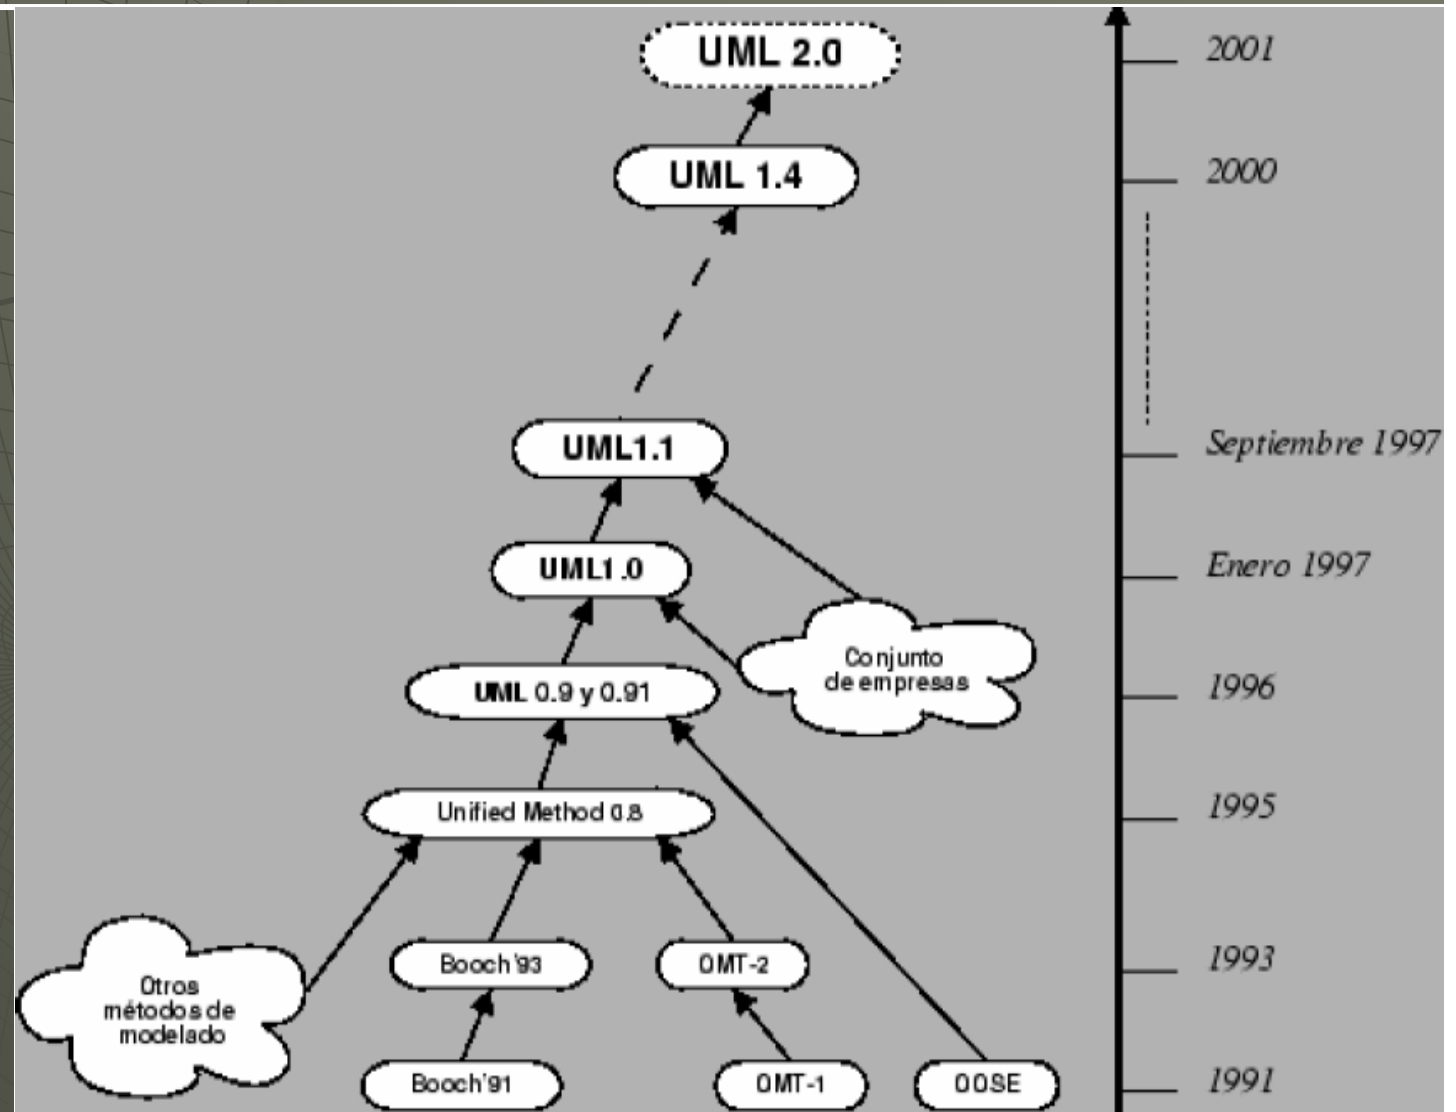 UML 2.0
2001
UML 1.4
2000
UML1.1
Septiembre 1997
UML1.0
Enero 1997
Conjunto
de empresas
UML 0.9 y 0.91
1996
Unified Method 0.8
1995
Otros
métodos de
modelado
Booch'93
OMT-2
1993
Booch'91
OMT-1
OOSE
1991